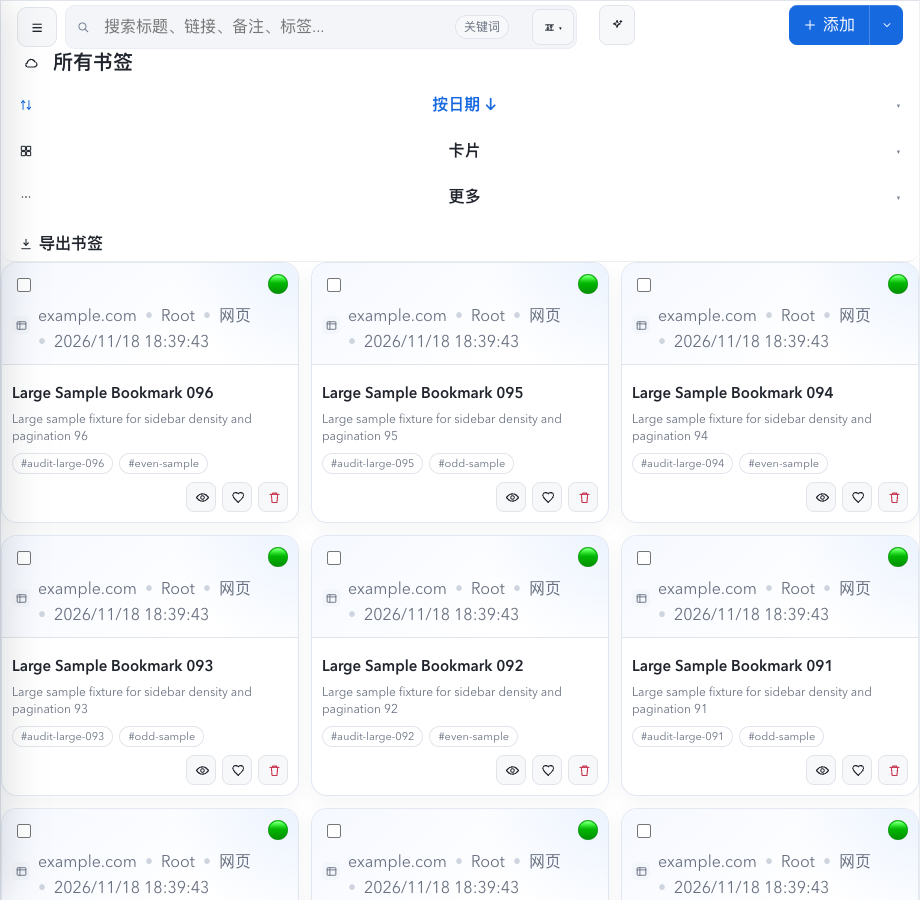 搜索标题、链接、备注、标签... 关键词
添加
所有书签
按日期
卡片
更多
导出书签
example.com • Root • 网页
• 2026/11/18 18:39:43
Large Sample Bookmark 096
Large sample fixture for sidebar density and
pagination 96
#audit-large-096 #even-sample
example.com • Root • 网页
• 2026/11/18 18:39:43
Large Sample Bookmark 095
Large sample fixture for sidebar density and
pagination 95
#audit-large-095 #odd-sample
example.com • Root • 网页
• 2026/11/18 18:39:43
Large Sample Bookmark 094
Large sample fixture for sidebar density and
pagination 94
#audit-large-094 #even-sample
example.com • Root • 网页
• 2026/11/18 18:39:43
Large Sample Bookmark 093
Large sample fixture for sidebar density and
pagination 93
#audit-large-093 #odd-sample
example.com • Root • 网页
• 2026/11/18 18:39:43
Large Sample Bookmark 092
Large sample fixture for sidebar density and
pagination 92
#audit-large-092 #even-sample
example.com • Root • 网页
• 2026/11/18 18:39:43
Large Sample Bookmark 091
Large sample fixture for sidebar density and
pagination 91
#audit-large-091 #odd-sample
example.com • Root • 网页
• 2026/11/18 18:39:43
example.com • Root • 网页
• 2026/11/18 18:39:43
example.com • Root • 网页
• 2026/11/18 18:39:43